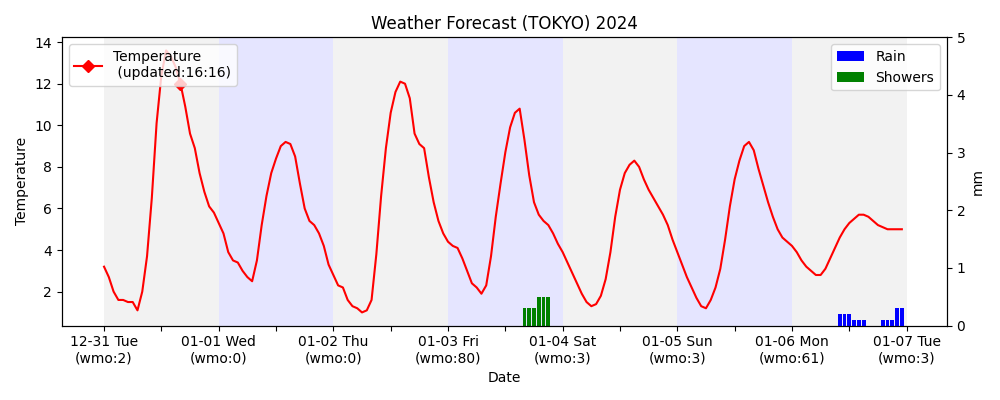 Weather Forecast (TOKYO) 2024
Temperature
(updated:16:16)
Rain
Showers
Temperature
14
12
10
8
6
4
2
mm
5
4
3
2
1
0
12-31 Tue
(wmo:2)
01-01 Wed
(wmo:0)
01-02 Thu
(wmo:0)
01-03 Fri
(wmo:80)
01-04 Sat
(wmo:3)
01-05 Sun
(wmo:3)
01-06 Mon
(wmo:61)
01-07 Tue
(wmo:3)
Date